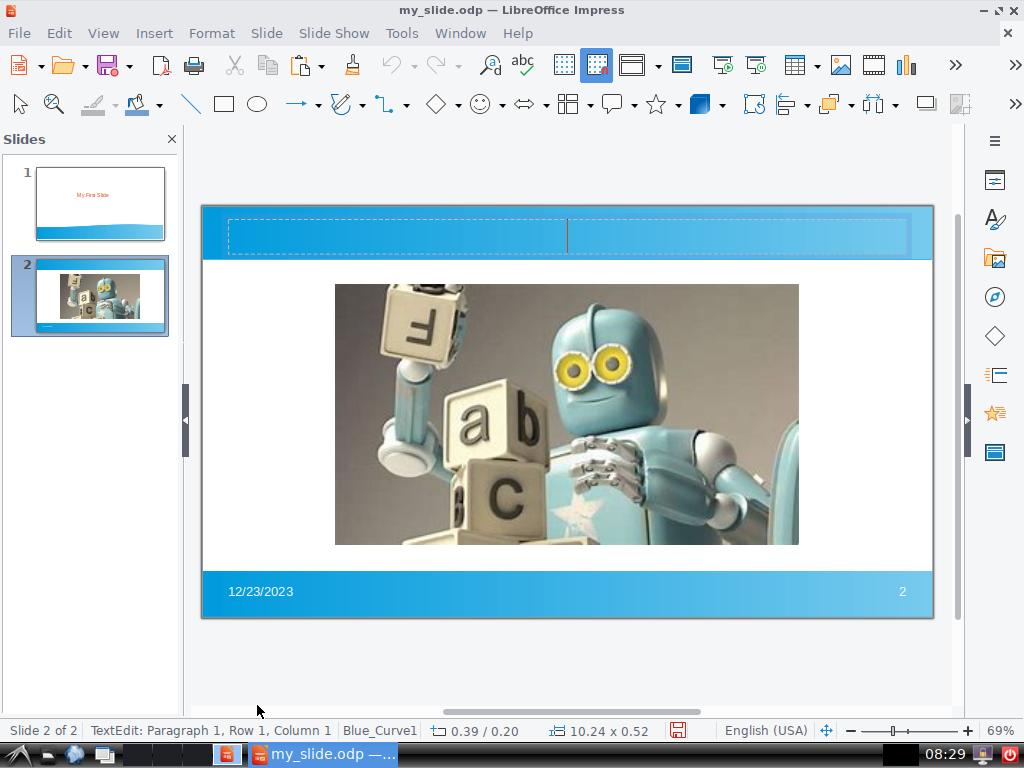 my_slide.odp — LibreOffice Impress
File Edit View Insert Format Slide Slide Show Tools Window Help
abc
Slides
1
My First Slide
2
F
a b
B C
12/23/2023
2
Slide 2 of 2 TextEdit: Paragraph 1, Row 1, Column 1 Blue_Curve1 0.39 / 0.20 10.24 x 0.52 English (USA) 69%
my_slide.odp —... 08:29